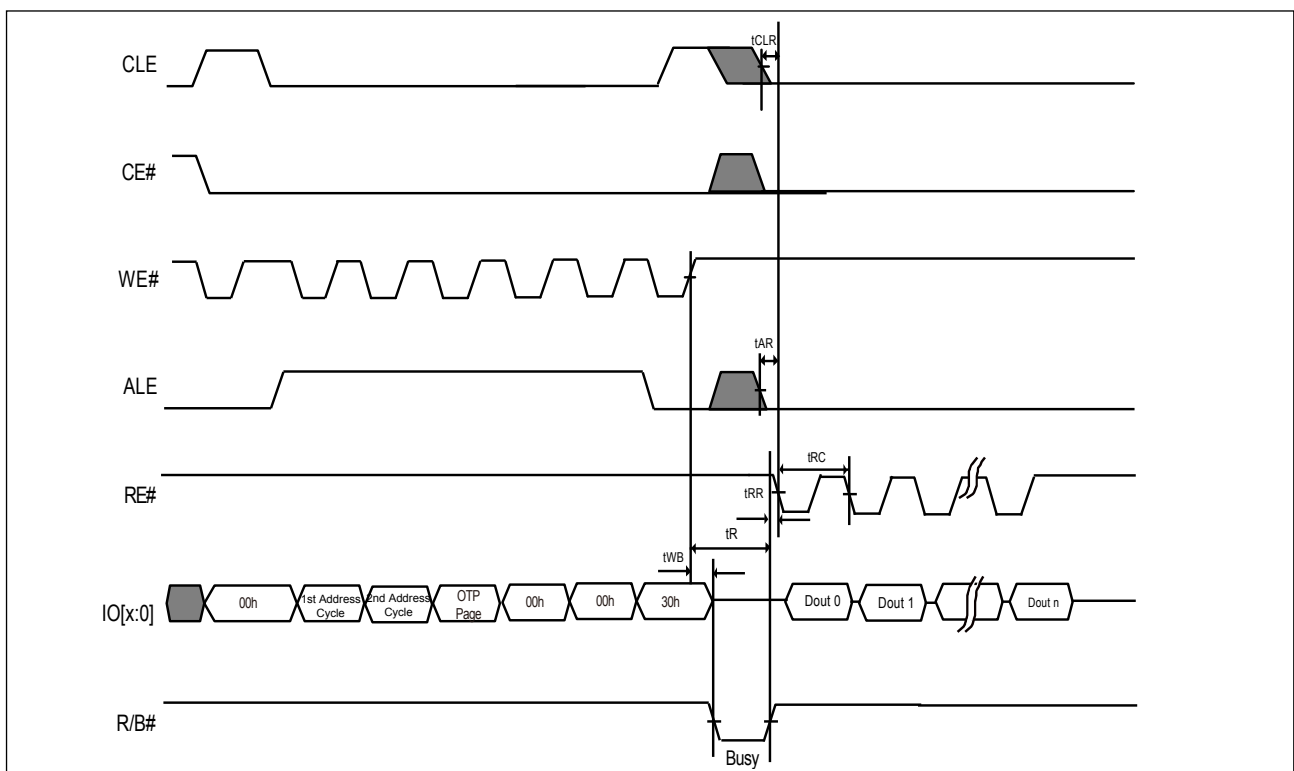 tCLR
CLE
CE#
WE#
tAR
ALE
tRC
RE#
tRR
tR
tWB
IO[x:0]
00h
1st Address
Cycle
2nd Address
Cycle
OTP
Page
00h
00h
30h
Dout 0
Dout 1
Dout n
R/B#
Busy